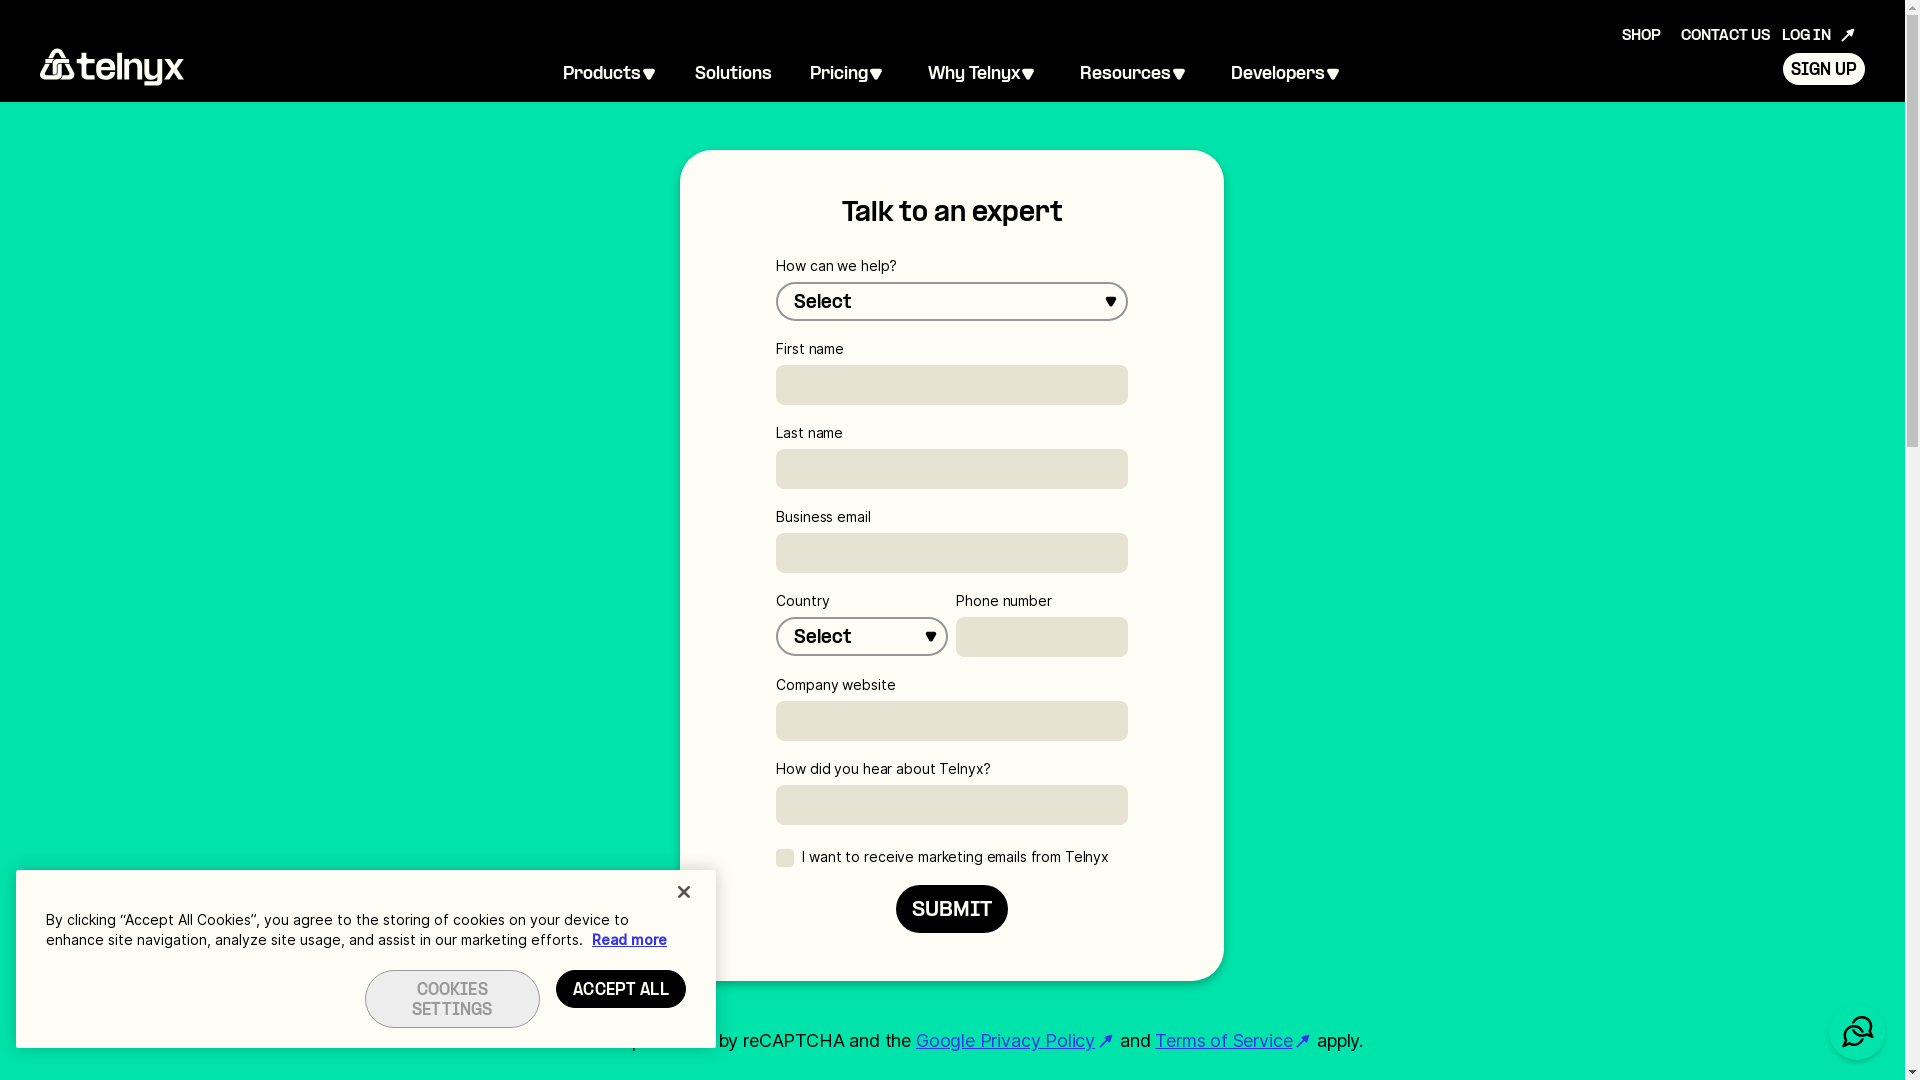 SHOP CONTACT US LOG IN
telnyx
Products Solutions Pricing Why Telnyx Resources Developers
SIGN UP
Talk to an expert
How can we help?
Select
First name
Last name
Business email
Country Phone number
Select
Company website
How did you hear about Telnyx?
I want to receive marketing emails from Telnyx
SUBMIT
By clicking “Accept All Cookies”, you agree to the storing of cookies on your device to
enhance site navigation, analyze site usage, and assist in our marketing efforts. Read more
COOKIES
SETTINGS
ACCEPT ALL
by reCAPTCHA and the Google Privacy Policy and Terms of Service apply.